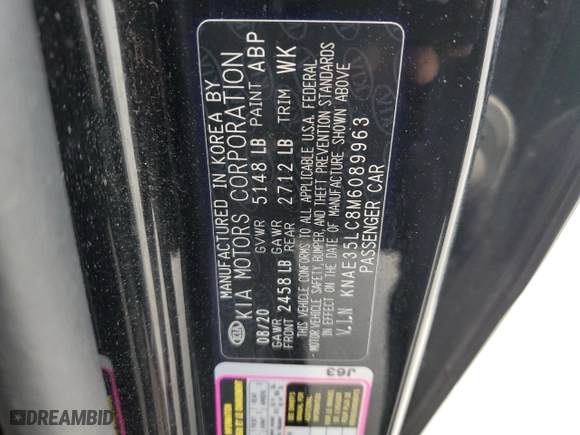 MANUFACTURED IN KOREA BY
KIA MOTORS CORPORATION
08/20 GVWR 5148 LB PAINT ABP
GAWR FRONT 2458 LB GAWR REAR 2712 LB TRIM WK
THIS VEHICLE CONFORMS TO ALL APPLICABLE U.S.A. FEDERAL
MOTOR VEHICLE SAFETY, BUMPER, AND THEFT PREVENTION STANDARDS
IN EFFECT ON THE DATE OF MANUFACTURE SHOWN ABOVE
V.I.N KNAE35LC8M6089963
PASSENGER CAR
KIA
J63
DREAMBID